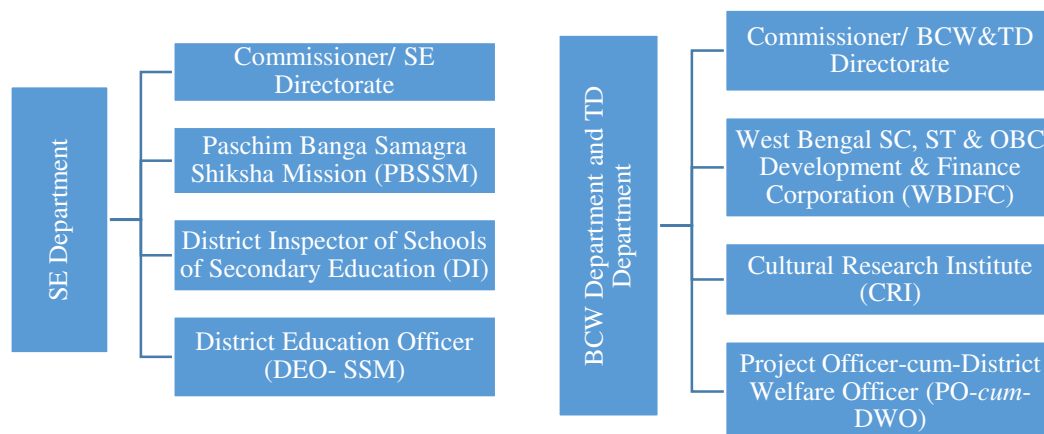 SE Department
Commissioner/ SE
Directorate
Paschim Banga Samagra
Shiksha Mission (PBSSM)
District Inspector of Schools
of Secondary Education (DI)
District Education Officer
(DEO- SSM)
BCW Department and TD
Department
Commissioner/ BCW&TD
Directorate
West Bengal SC, ST & OBC
Development & Finance
Corporation (WBDFC)
Cultural Research Institute
(CRI)
Project Officer-cum-District
Welfare Officer (PO-cum-
DWO)